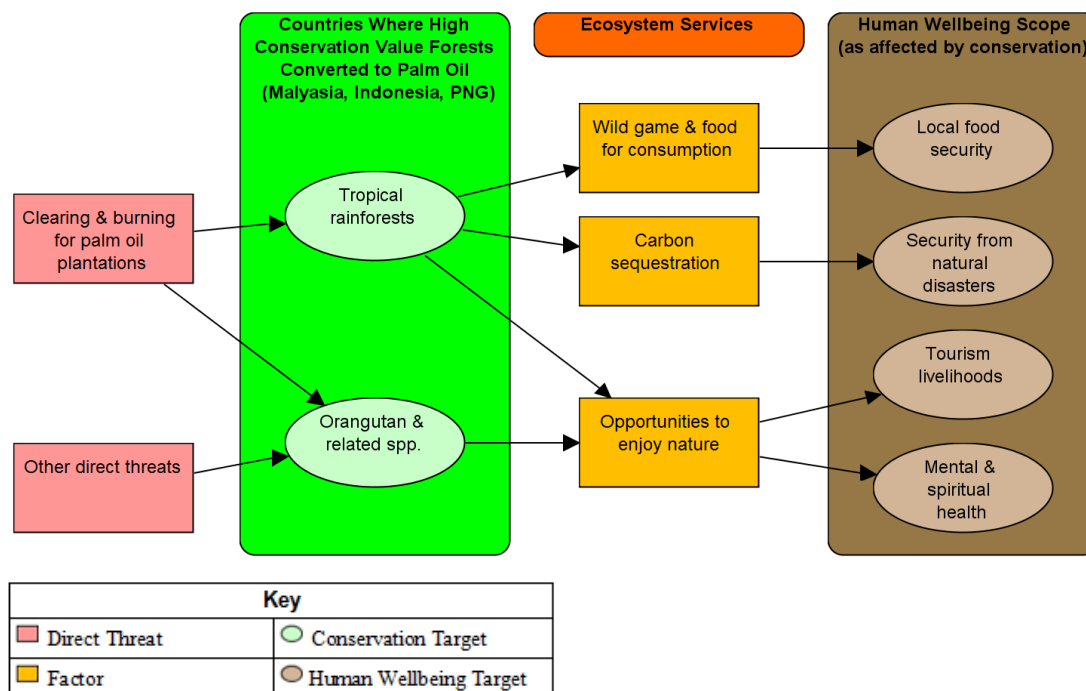 Countries Where High
Conservation Value Forests
Converted to Palm Oil
(Malyasia, Indonesia, PNG)
Ecosystem Services
Human Wellbeing Scope
(as affected by conservation)
Clearing & burning
for palm oil
plantations
Other direct threats
Tropical
rainforests
Orangutan &
related spp.
Wild game & food
for consumption
Carbon
sequestration
Opportunities to
enjoy nature
Local food
security
Security from
natural
disasters
Tourism
livelihoods
Mental &
spiritual
health
Key
Direct Threat
Conservation Target
Factor
Human Wellbeing Target